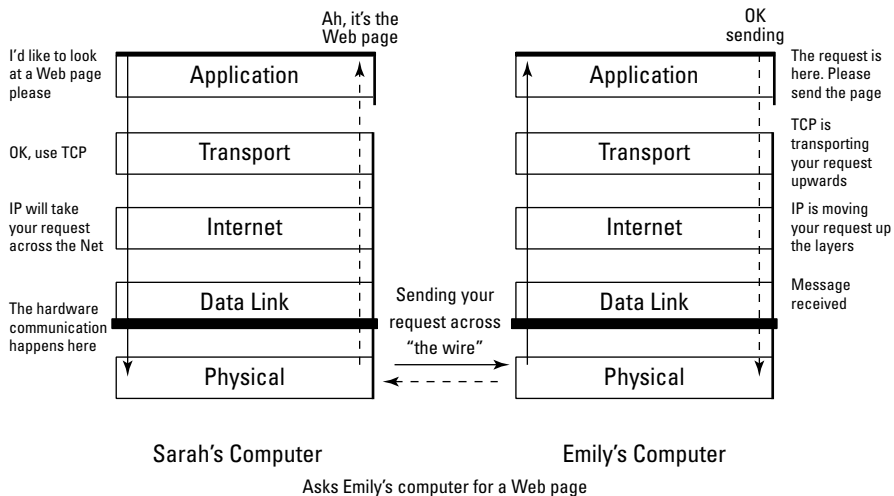 Ah, it's the
Web page
OK
sending
I'd like to look
at a Web page
please
Application
Application
The request is
here. Please
send the page
OK, use TCP
Transport
Transport
TCP is
transporting
your request
upwards
IP will take
your request
across the Net
Internet
Internet
IP is moving
your request up
the layers
The hardware
communication
happens here
Data Link
Sending your
request across
"the wire"
Data Link
Message
received
Physical
Physical
Sarah's Computer
Emily's Computer
Asks Emily's computer for a Web page